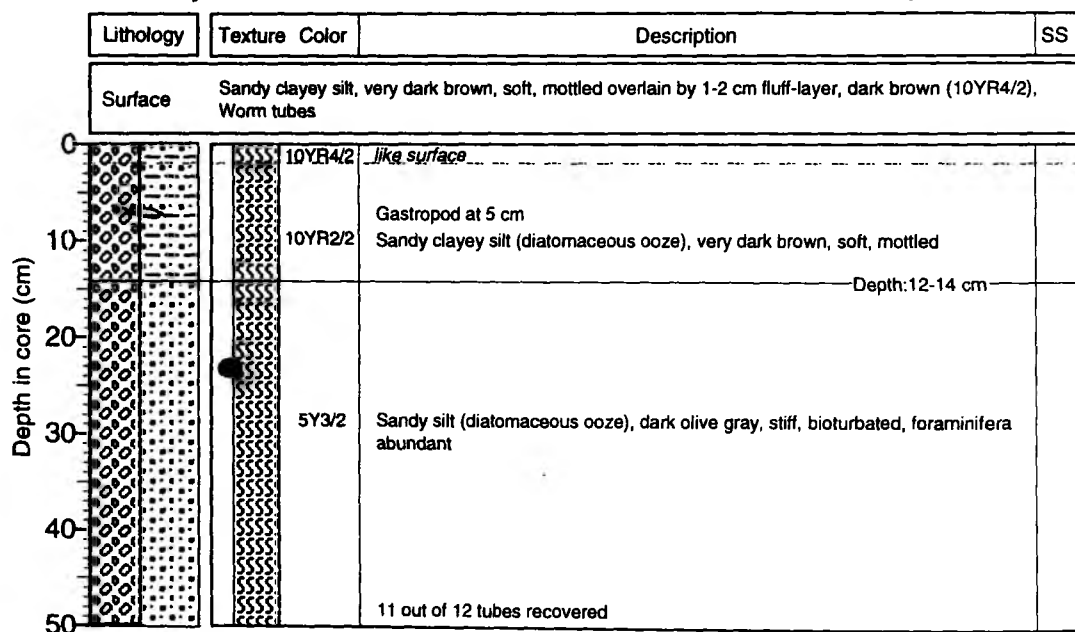 Lithology Texture Color Description SS
Surface Sandy clayey silt, very dark brown, soft, mottled overlain by 1-2 cm fluff-layer, dark brown (10YR4/2),
Worm tubes
0 10YR4/2 like surface
Gastropod at 5 cm
10 10YR2/2 Sandy clayey silt (diatomaceous ooze), very dark brown, soft, mottled
Depth:12-14 cm
20
Depth in core (cm)
5Y3/2 Sandy silt (diatomaceous ooze), dark olive gray, stiff, bioturbated, foraminifera
30 abundant
40
11 out of 12 tubes recovered
50